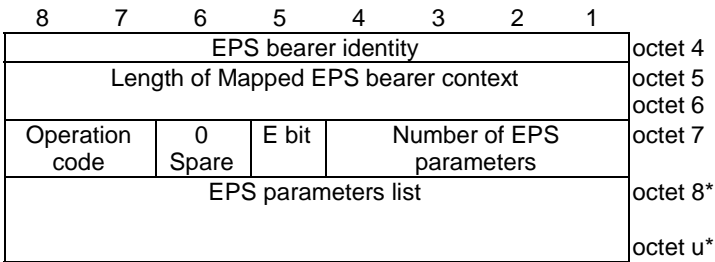 8 7 6 5 4 3 2 1
EPS bearer identity octet 4
Length of Mapped EPS bearer context octet 5
octet 6
Operation 0 E bit Number of EPS octet 7
code Spare parameters
EPS parameters list octet 8*
octet u*